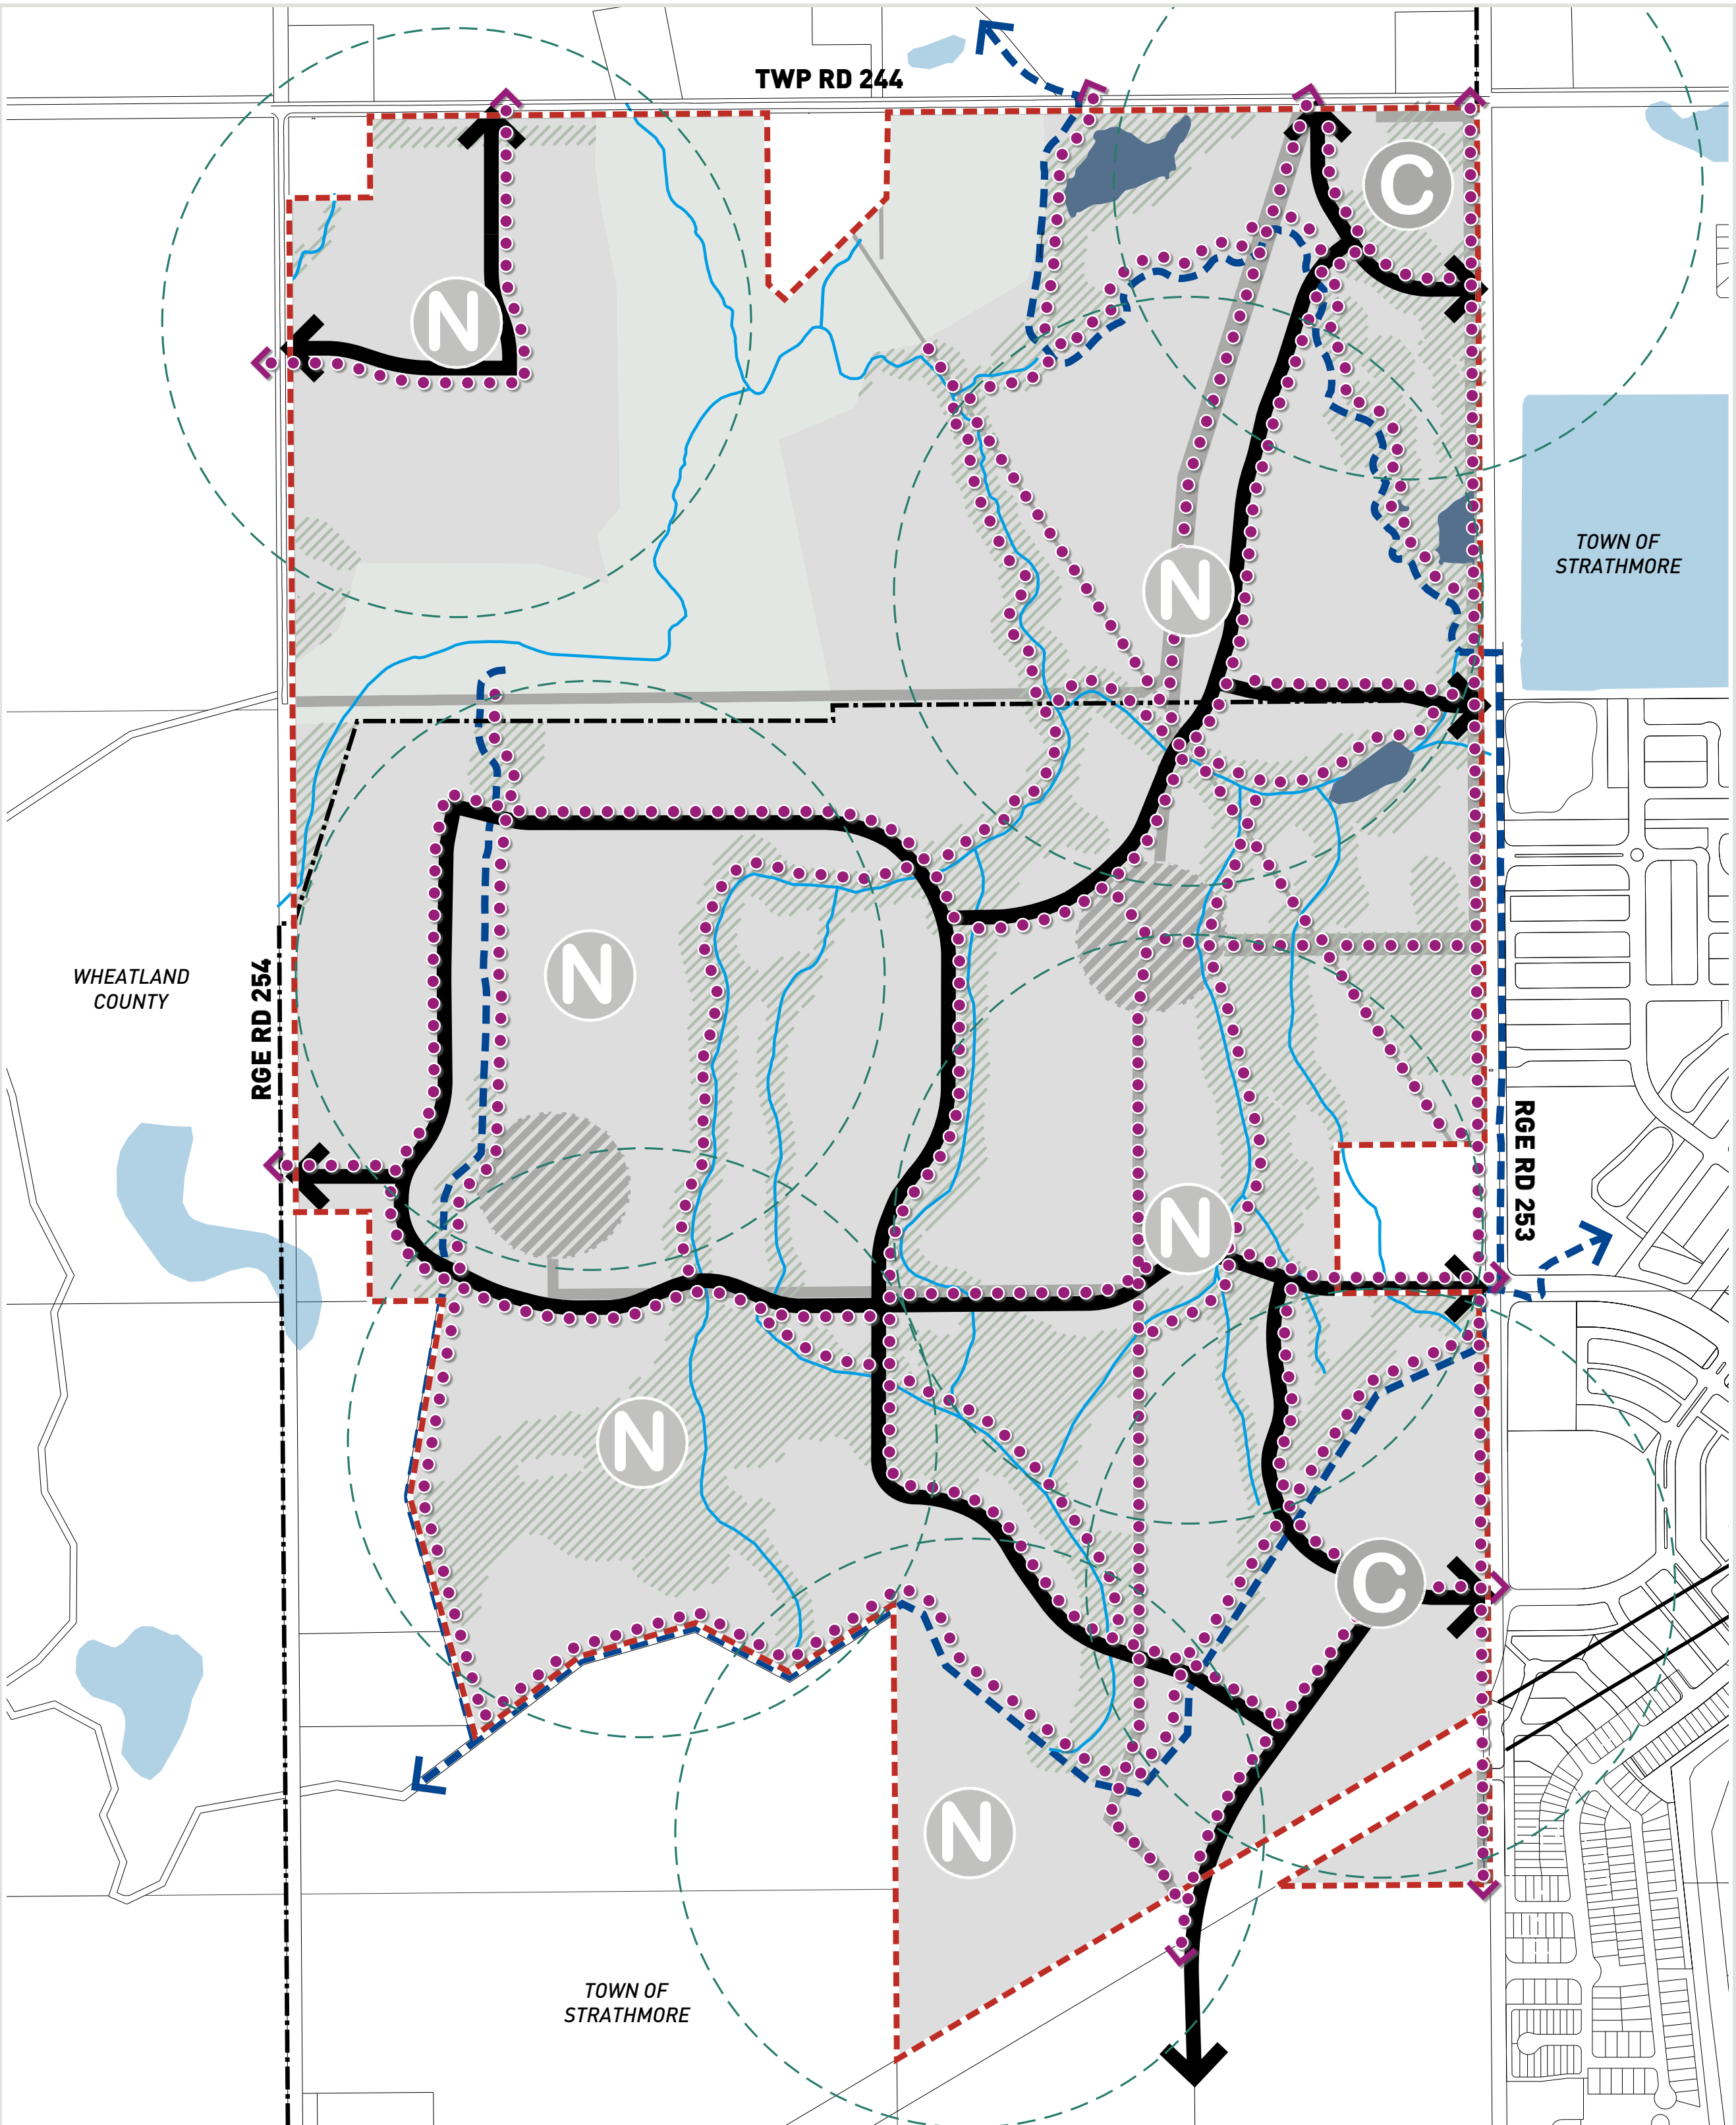 TWP RD 244
C
N
TOWN OF
STRATHMORE
N
WHEATLAND
COUNTY
RGE RD 254
N
RGE RD 253
N
N
C
N
TOWN OF
STRATHMORE